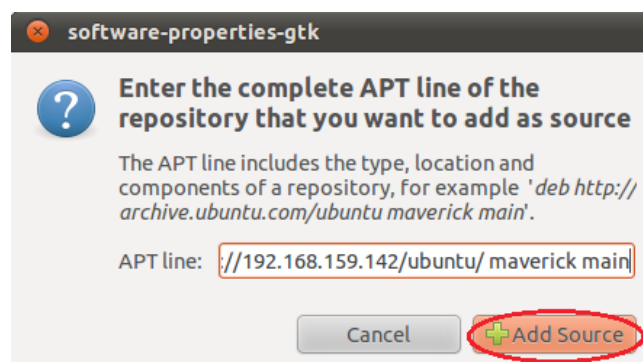 software-properties-gtk
Enter the complete APT line of the
repository that you want to add as source
The APT line includes the type, location and
components of a repository, for example 'deb http://
archive.ubuntu.com/ubuntu maverick main'.
APT line: ://192.168.159.142/ubuntu/ maverick main
Cancel Add Source